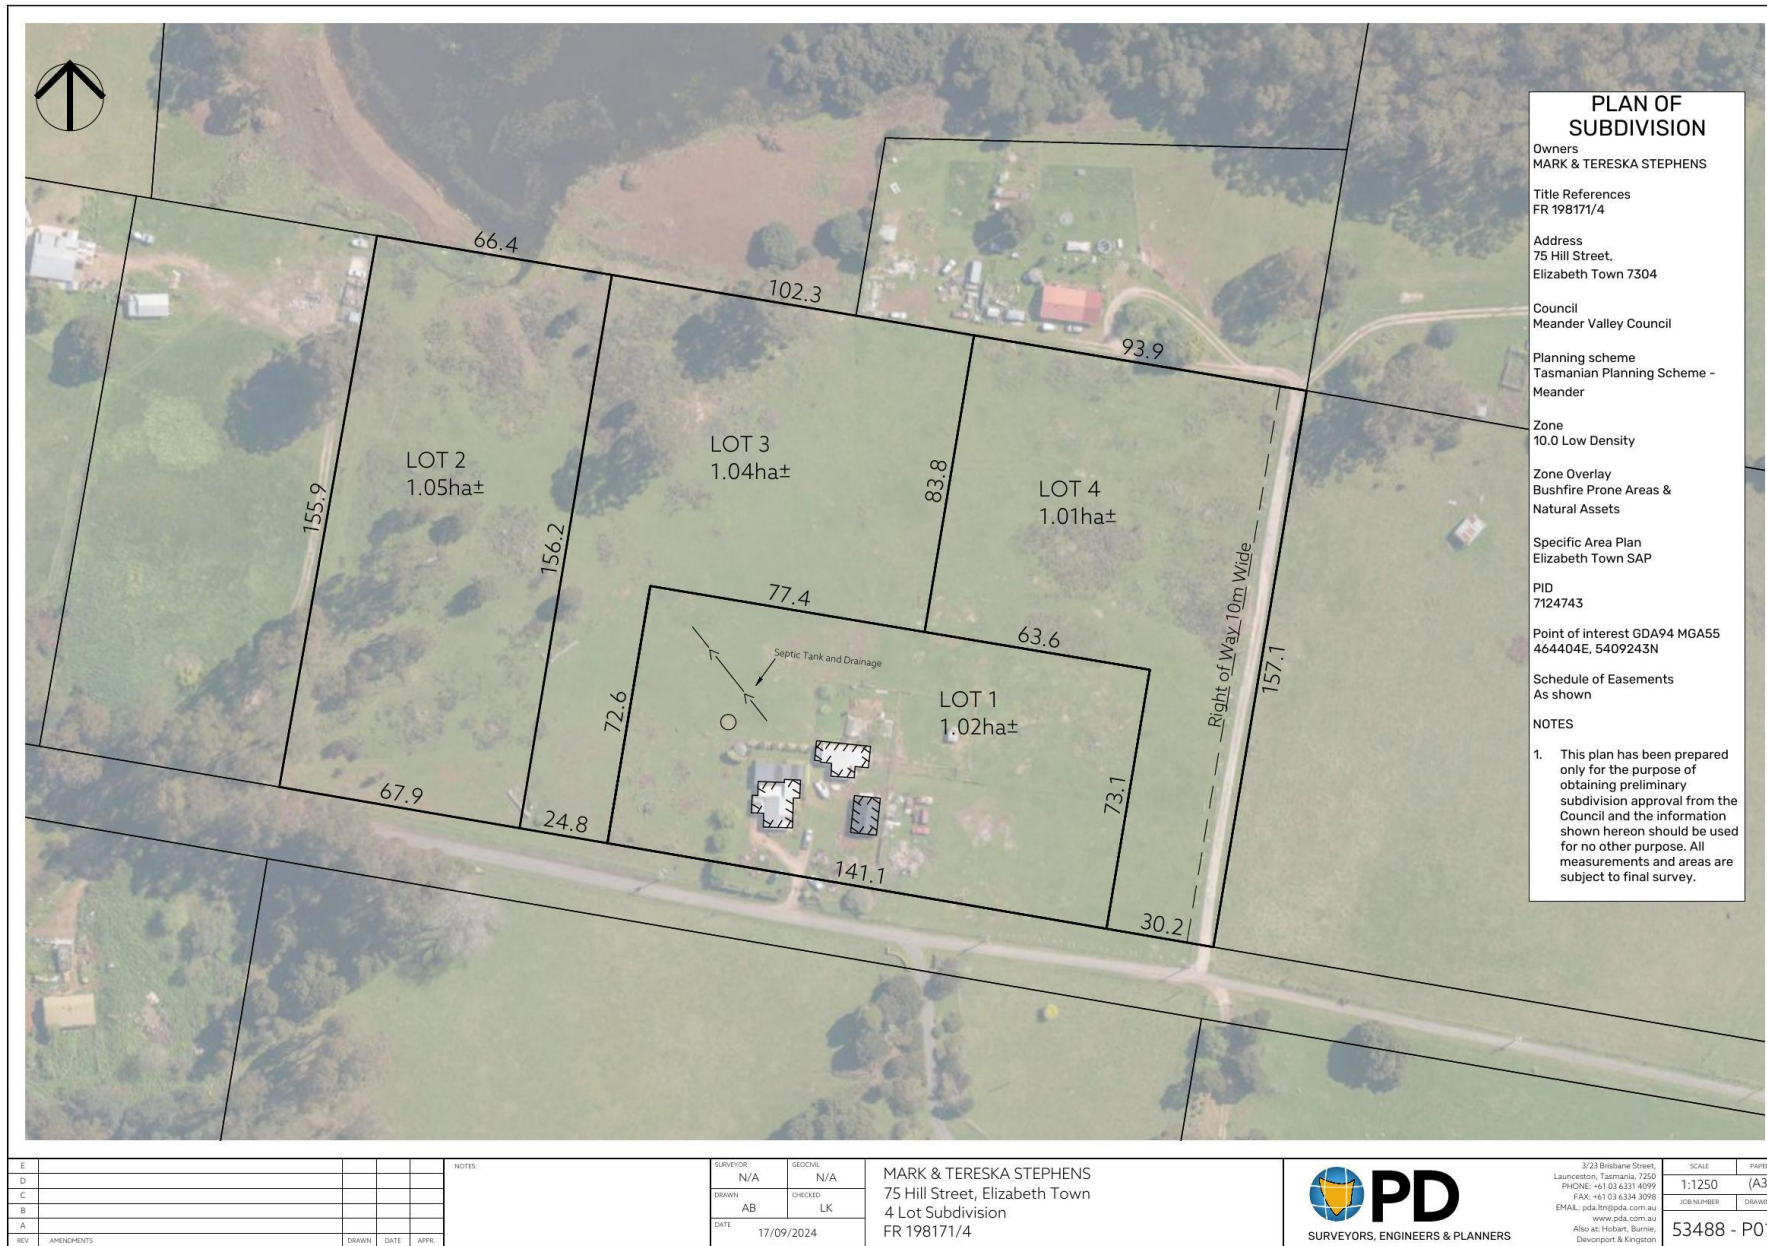 66.4
102.3
93.9
LOT 2
1.05ha±
LOT 3
1.04ha±
LOT 4
1.01ha±
155.9
156.2
83.8
77.4
63.6
Right of Way 10m Wide
157.1
Septic Tank and Drainage
72.6
LOT 1
1.02ha±
73.1
67.9
24.8
141.1
30.2
PLAN OF
SUBDIVISION
Owners
MARK & TERESKA STEPHENS
Title References
FR 198171/4
Address
75 Hill Street,
Elizabeth Town 7304
Council
Meander Valley Council
Planning scheme
Tasmanian Planning Scheme -
Meander
Zone
10.0 Low Density
Zone Overlay
Bushfire Prone Areas &
Natural Assets
Specific Area Plan
Elizabeth Town SAP
PID
7124743
Point of interest GDA94 MGA55
464404E, 5409243N
Schedule of Easements
As shown
NOTES
1. This plan has been prepared
only for the purpose of
obtaining preliminary
subdivision approval from the
Council and the information
shown hereon should be used
for no other purpose. All
measurements and areas are
subject to final survey.
E
D
C
B
A
REV AMENDMENTS DRAWN DATE APPR.
NOTES:
SURVEYOR GEOCIVIL
N/A N/A
DRAWN CHECKED
AB LK
DATE
17/09/2024
MARK & TERESKA STEPHENS
75 Hill Street, Elizabeth Town
4 Lot Subdivision
FR 198171/4
PD
SURVEYORS, ENGINEERS & PLANNERS
3/23 Brisbane Street,
Launceston, Tasmania, 7250
PHONE: +61 03 6331 4099
FAX: +61 03 6334 3098
EMAIL: pda.ltn@pda.com.au
www.pda.com.au
Also at: Hobart, Burnie,
Devonport & Kingston
SCALE PAPER
1:1250 (A3
JOB NUMBER
53488 - P01